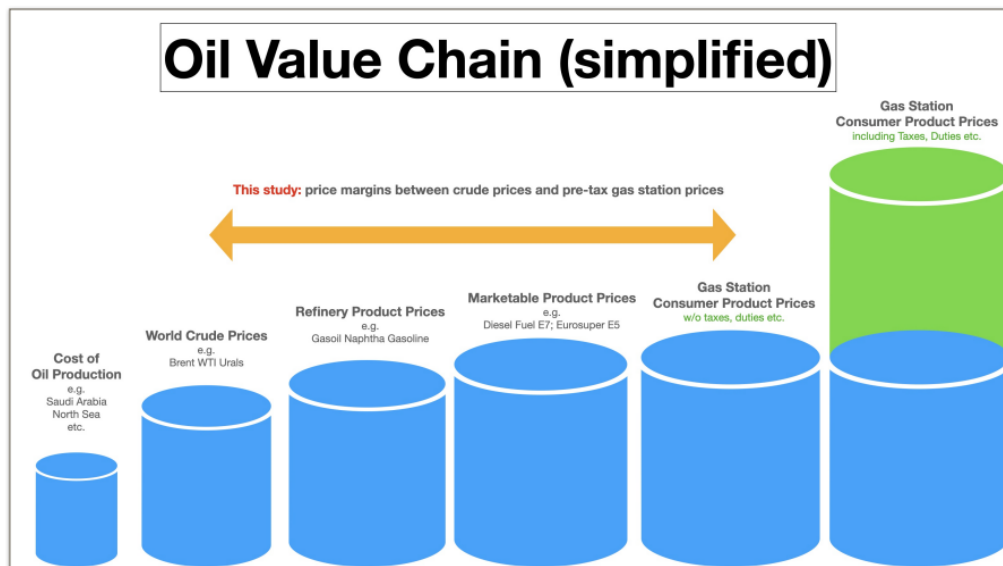 Oil Value Chain (simplified)
Gas Station
Consumer Product Prices
including Taxes, Duties etc.
This study: price margins between crude prices and pre-tax gas station prices
Cost of
Oil Production
e.g.
Saudi Arabia
North Sea
etc.
World Crude Prices
e.g.
Brent WTI Urals
Refinery Product Prices
e.g.
Gasoil Naphtha Gasoline
Marketable Product Prices
e.g.
Diesel Fuel E7; Eurosuper E5
Gas Station
Consumer Product Prices
w/o taxes, duties etc.